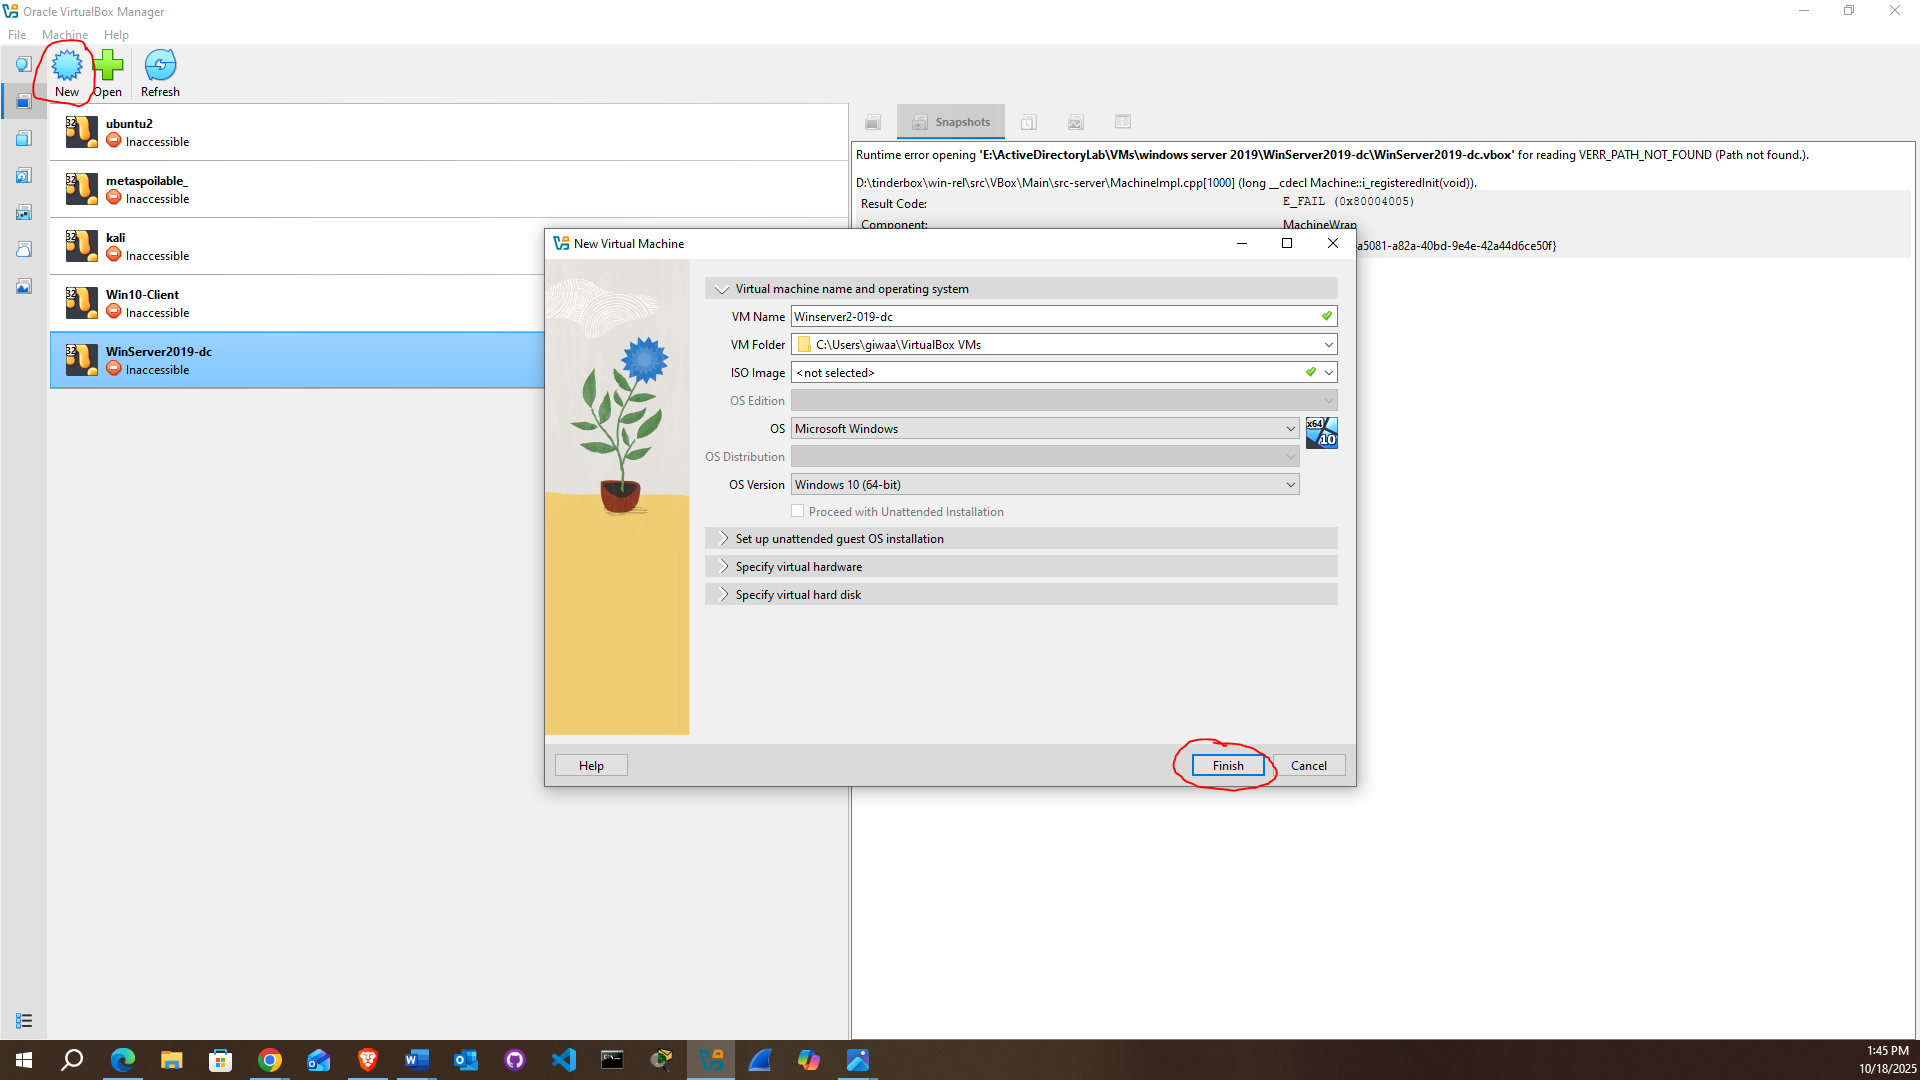 Oracle VirtualBox Manager
File Machine Help
New Open Refresh
ubuntu2
Inaccessible
metaspoilable_
Inaccessible
kali
Inaccessible
Win10-Client
Inaccessible
WinServer2019-dc
Inaccessible
Snapshots
Runtime error opening 'E:\ActiveDirectoryLab\VMs\windows server 2019\WinServer2019-dc\WinServer2019-dc.vbox' for reading VERR_PATH_NOT_FOUND (Path not found.).
D:\tinderbox\win-rel\src\VBox\Main\src-server\MachineImpl.cpp[1000] (long __cdecl Machine::i_registeredInit(void)).
Result Code: E_FAIL (0x80004005)
Component: MachineWrap
a5081-a82a-40bd-9e4e-42a44d6ce50f}
New Virtual Machine
Virtual machine name and operating system
VM Name Winserver2-019-dc
VM Folder C:\Users\giwaa\VirtualBox VMs
ISO Image <not selected>
OS Edition
OS Microsoft Windows
x64
10
OS Distribution
OS Version Windows 10 (64-bit)
Proceed with Unattended Installation
Set up unattended guest OS installation
Specify virtual hardware
Specify virtual hard disk
Help Finish Cancel
1:45 PM
10/18/2025